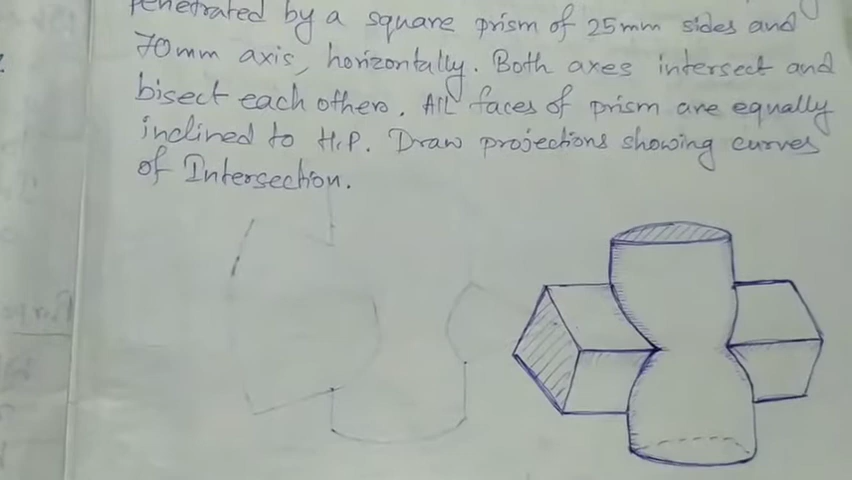 penetrated by a square prism of 25mm sides and
70mm axis, horizontally. Both axes intersect and
bisect each others. All faces of prism are equally
inclined to H.P. Draw projections showing curves
of Intersection.